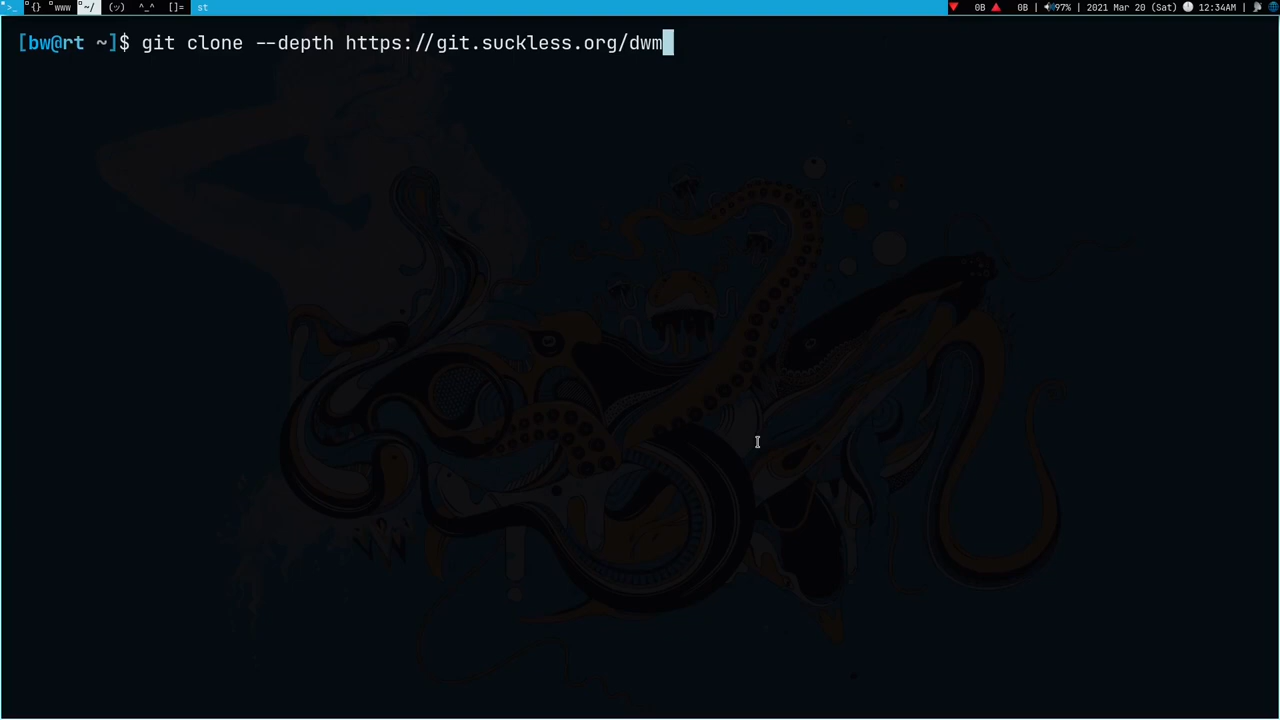 >_ {} www ~/ (ツ) ^_^ []= st 0B 0B | 97% | 2021 Mar 20 (Sat) 12:34AM |
[bw@rt ~]$ git clone --depth https://git.suckless.org/dwm